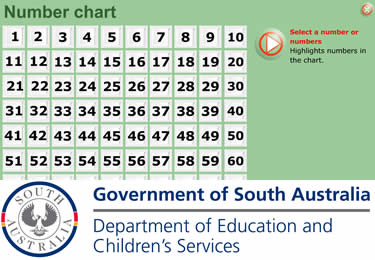 Number chart
Select a number or
numbers
Highlights numbers in
the chart.
1 2 3 4 5 6 7 8 9 10
11 12 13 14 15 16 17 18 19 20
21 22 23 24 25 26 27 28 29 30
31 32 33 34 35 36 37 38 39 40
41 42 43 44 45 46 47 48 49 50
51 52 53 54 55 56 57 58 59 60
SOUTH
AUSTRALIA
Government of South Australia
Department of Education and
Children's Services